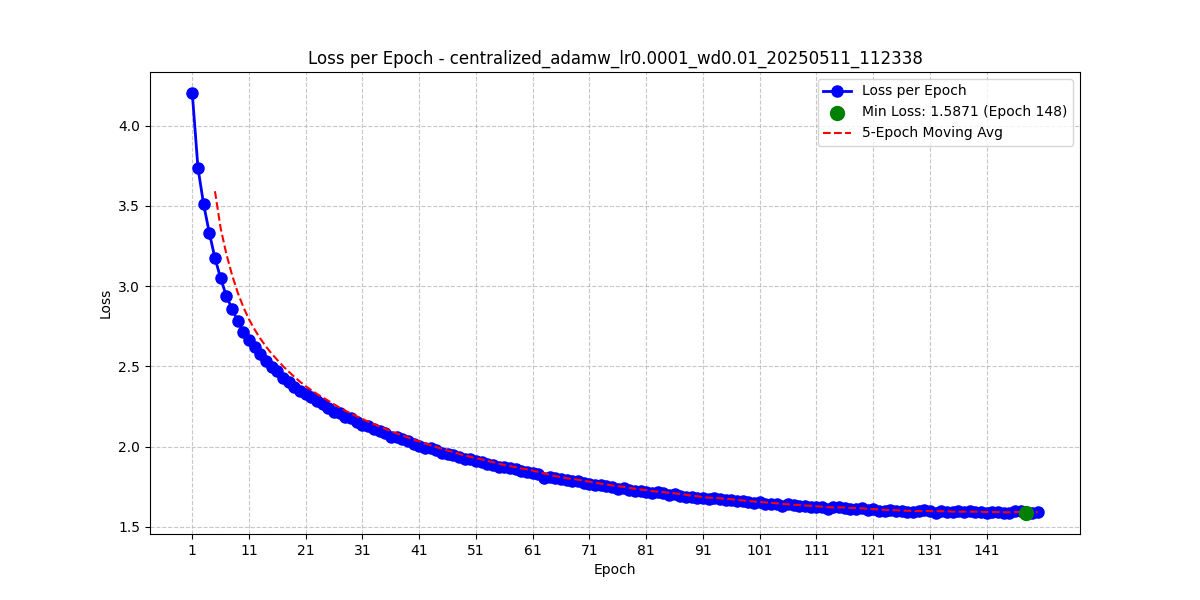 Loss per Epoch - centralized_adamw_lr0.0001_wd0.01_20250511_112338
Loss per Epoch
Min Loss: 1.5871 (Epoch 148)
5-Epoch Moving Avg
Loss
4.0
3.5
3.0
2.5
2.0
1.5
1 11 21 31 41 51 61 71 81 91 101 111 121 131 141
Epoch